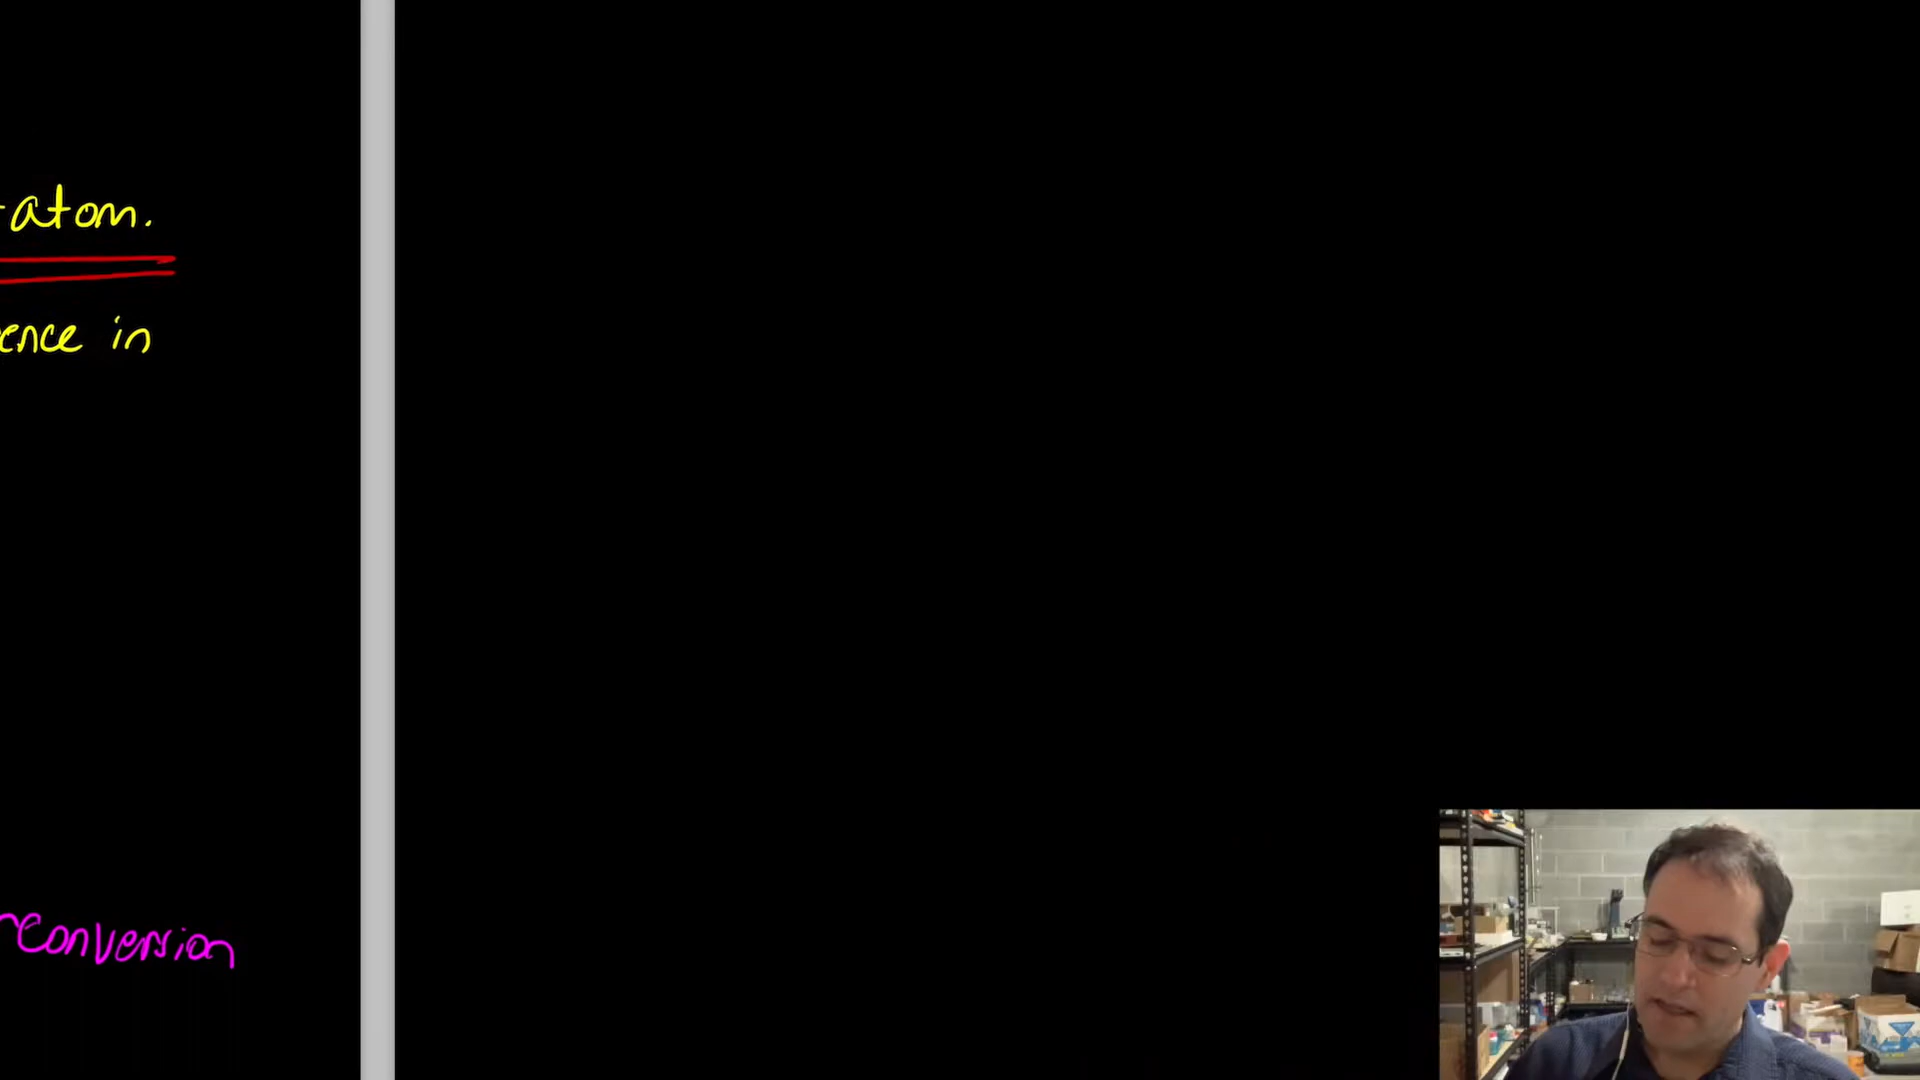 atom.
ence in
conversion